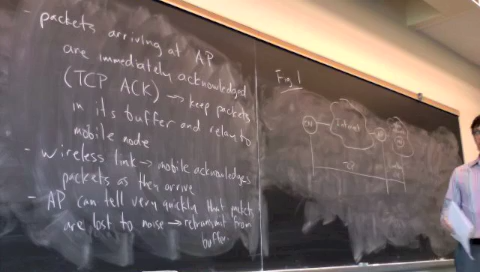 - packets arriving at AP
are immediately acknowledged
(TCP ACK) → keep packets
in its buffer and relay to
mobile node
- wireless link → mobile acknowledges
packets as they arrive
- AP can tell very quickly that packets
are lost to noise → retransmit from
buffer.
Fig. 1
Internet